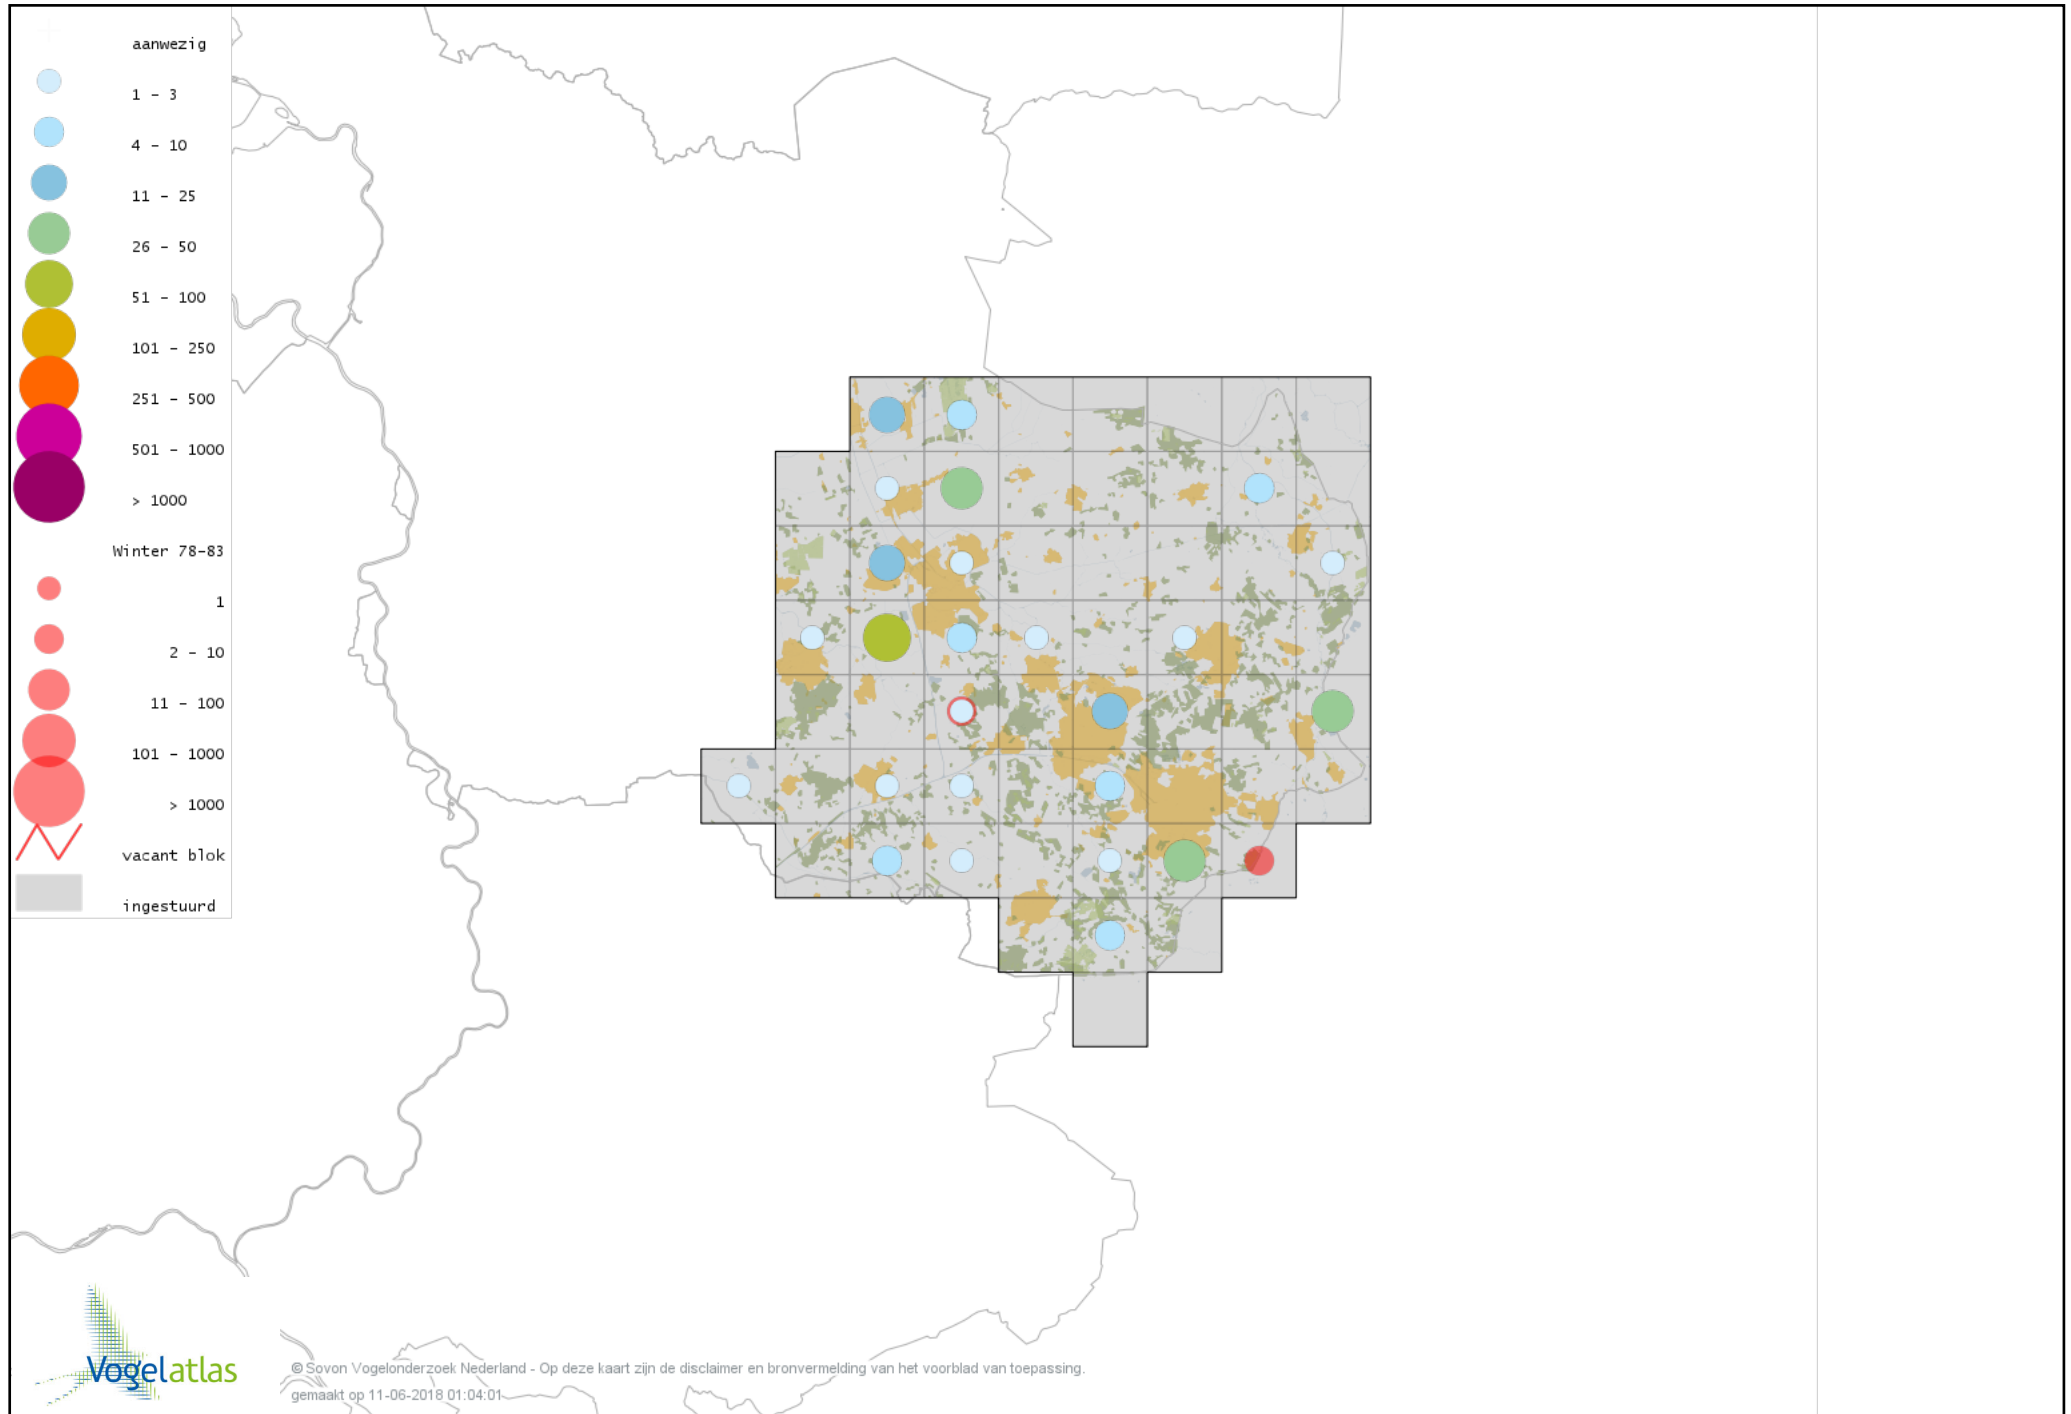 aanwezig
1 - 3
4 - 10
11 - 25
26 - 50
51 - 100
101 - 250
251 - 500
501 - 1000
> 1000
Winter 78-83
1
2 - 10
11 - 100
101 - 1000
> 1000
vacant blok
ingestuurd
Vogelatlas
© Sovon Vogelonderzoek Nederland - Op deze kaart zijn de disclaimer en bronvermelding van het voorblad van toepassing.
gemaakt op 11-06-2018 01:04:01